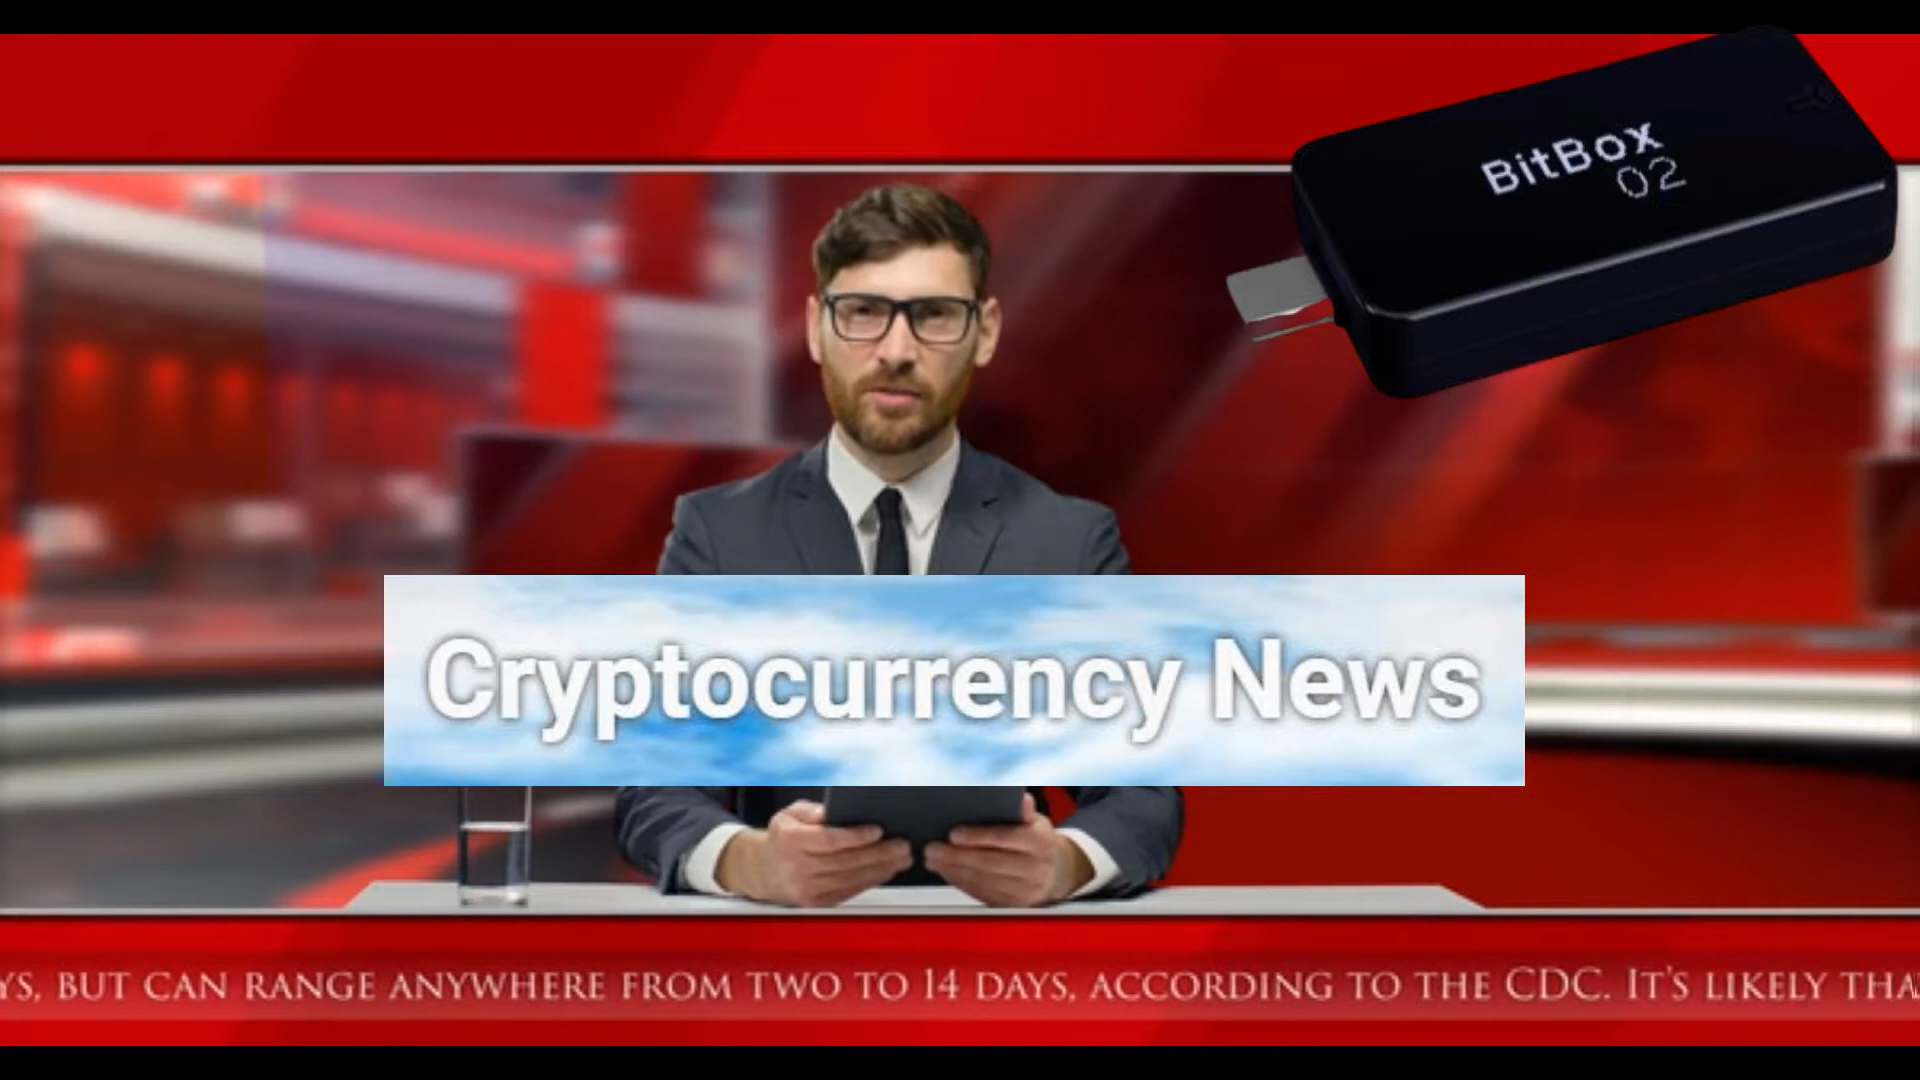 BitBox
02
Cryptocurrency News
YS, BUT CAN RANGE ANYWHERE FROM TWO TO 14 DAYS, ACCORDING TO THE CDC. IT'S LIKELY THA